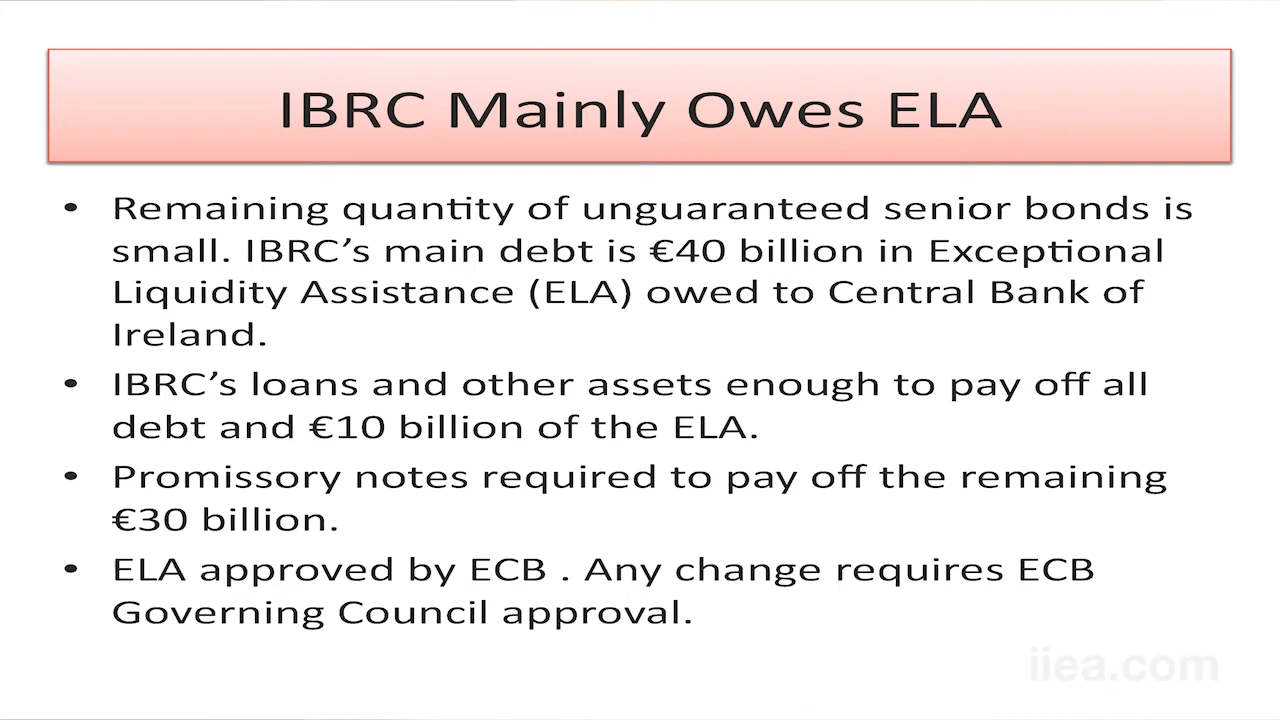 IBRC Mainly Owes ELA
• Remaining quantity of unguaranteed senior bonds is
small. IBRC’s main debt is €40 billion in Exceptional
Liquidity Assistance (ELA) owed to Central Bank of
Ireland.
• IBRC’s loans and other assets enough to pay off all
debt and €10 billion of the ELA.
• Promissory notes required to pay off the remaining
€30 billion.
• ELA approved by ECB . Any change requires ECB
Governing Council approval.
iiea.com